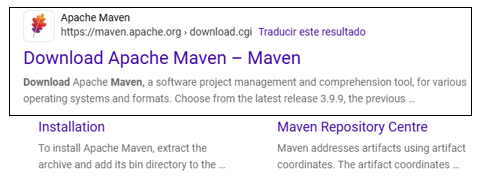 Apache Maven
https://maven.apache.org › download.cgi Traducir este resultado
Download Apache Maven – Maven
Download Apache Maven, a software project management and comprehension tool, for various
operating systems and formats. Choose from the latest release 3.9.9, the previous ...
Installation
To install Apache Maven, extract the
archive and add its bin directory to the ...
Maven Repository Centre
Maven addresses artifacts using artifact
coordinates. The artifact coordinates ...